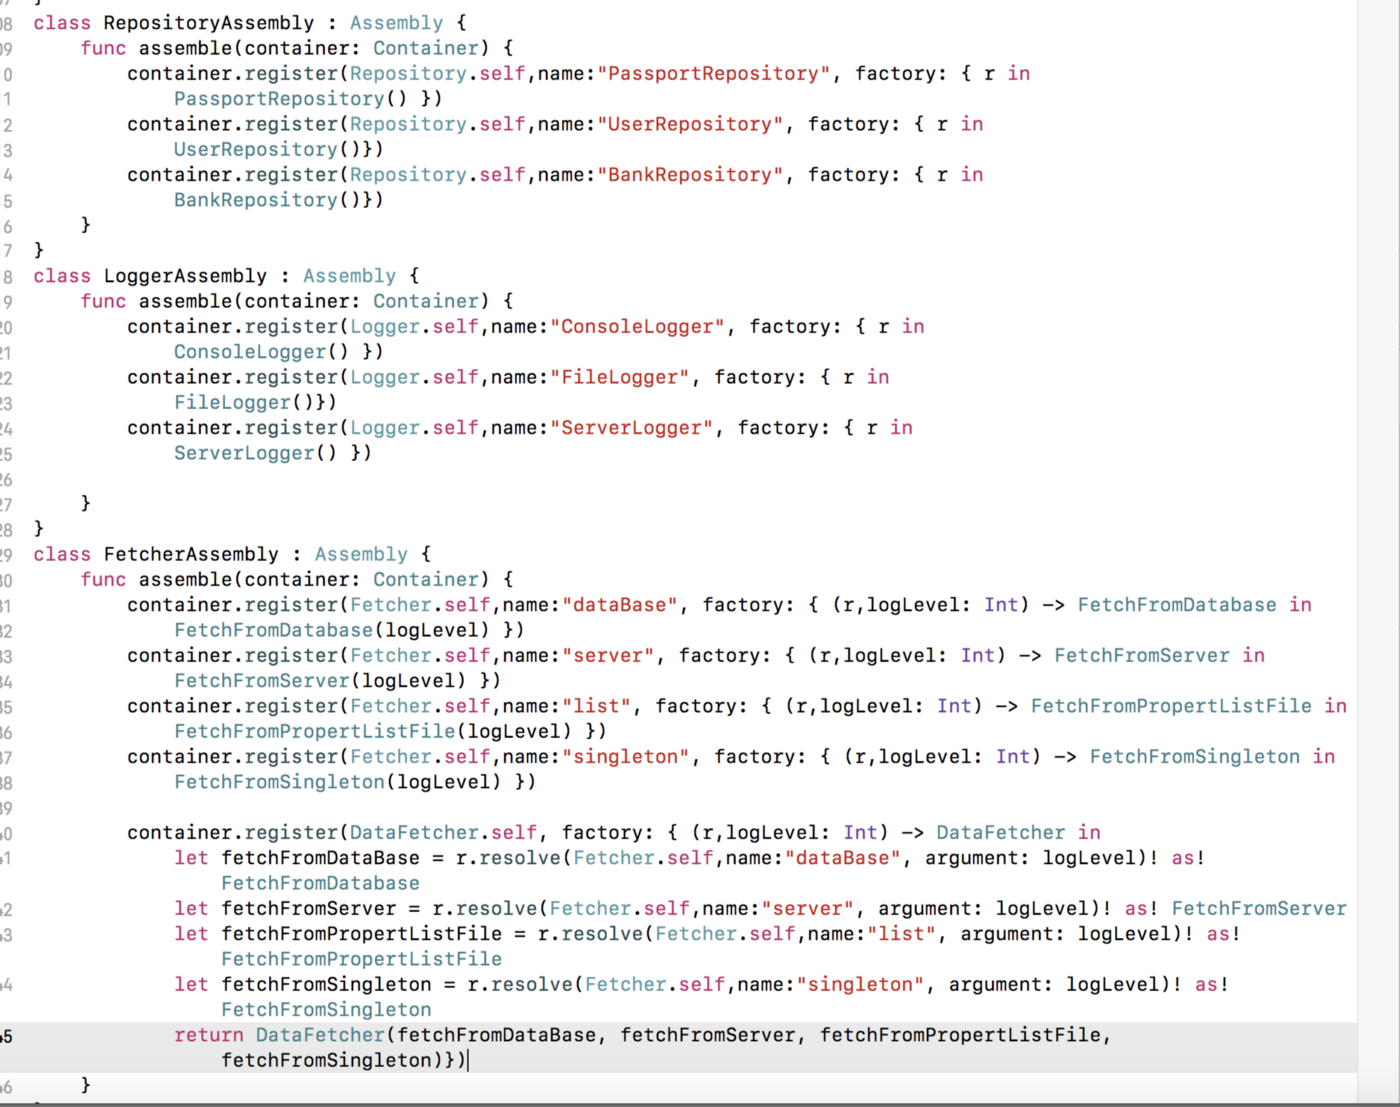 08 class RepositoryAssembly : Assembly {
09 func assemble(container: Container) {
0 container.register(Repository.self,name:"PassportRepository", factory: { r in
1 PassportRepository() })
2 container.register(Repository.self,name:"UserRepository", factory: { r in
3 UserRepository()})
4 container.register(Repository.self,name:"BankRepository", factory: { r in
5 BankRepository()})
6 }
7 }
8 class LoggerAssembly : Assembly {
9 func assemble(container: Container) {
20 container.register(Logger.self,name:"ConsoleLogger", factory: { r in
21 ConsoleLogger() })
22 container.register(Logger.self,name:"FileLogger", factory: { r in
23 FileLogger()})
24 container.register(Logger.self,name:"ServerLogger", factory: { r in
25 ServerLogger() })
26
27 }
28 }
29 class FetcherAssembly : Assembly {
30 func assemble(container: Container) {
31 container.register(Fetcher.self,name:"dataBase", factory: { (r,logLevel: Int) -> FetchFromDatabase in
32 FetchFromDatabase(logLevel) })
33 container.register(Fetcher.self,name:"server", factory: { (r,logLevel: Int) -> FetchFromServer in
34 FetchFromServer(logLevel) })
35 container.register(Fetcher.self,name:"list", factory: { (r,logLevel: Int) -> FetchFromPropertListFile in
36 FetchFromPropertListFile(logLevel) })
37 container.register(Fetcher.self,name:"singleton", factory: { (r,logLevel: Int) -> FetchFromSingleton in
38 FetchFromSingleton(logLevel) })
39
40 container.register(DataFetcher.self, factory: { (r,logLevel: Int) -> DataFetcher in
41 let fetchFromDataBase = r.resolve(Fetcher.self,name:"dataBase", argument: logLevel)! as!
FetchFromDatabase
42 let fetchFromServer = r.resolve(Fetcher.self,name:"server", argument: logLevel)! as! FetchFromServer
43 let fetchFromPropertListFile = r.resolve(Fetcher.self,name:"list", argument: logLevel)! as!
FetchFromPropertListFile
44 let fetchFromSingleton = r.resolve(Fetcher.self,name:"singleton", argument: logLevel)! as!
FetchFromSingleton
45 return DataFetcher(fetchFromDataBase, fetchFromServer, fetchFromPropertListFile,
fetchFromSingleton)})
46 }